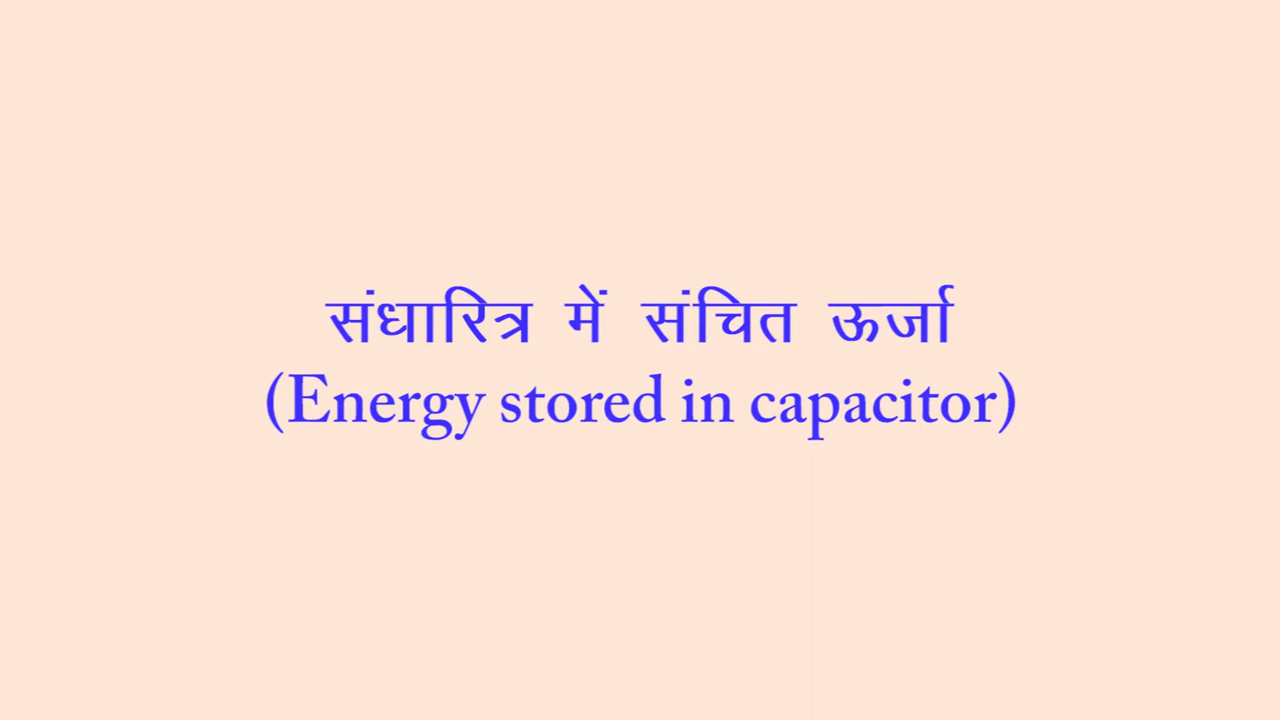 संधारित्र में संचित ऊर्जा
(Energy stored in capacitor)